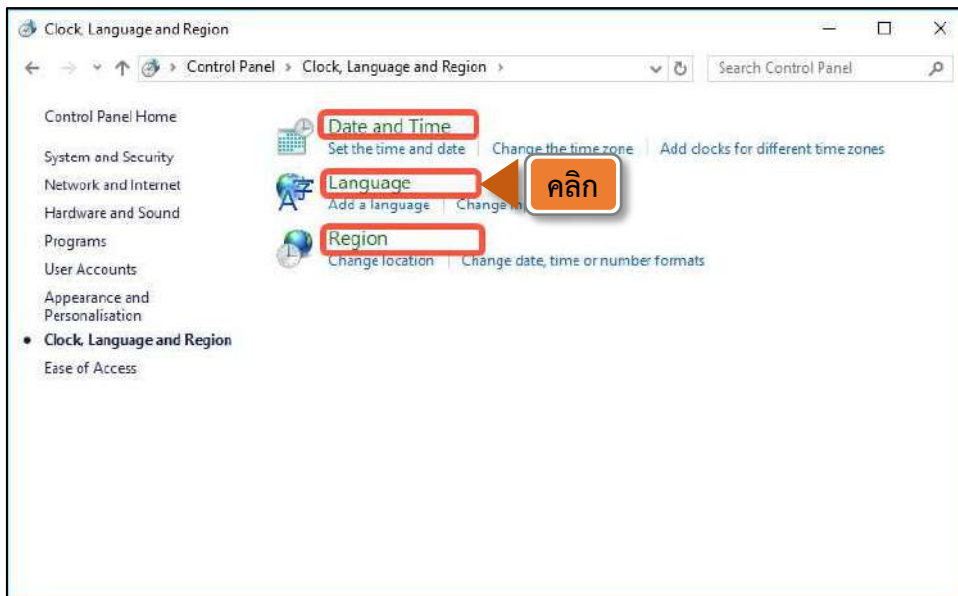 Clock, Language and Region
Control Panel > Clock, Language and Region >
Search Control Panel
Control Panel Home
System and Security
Network and Internet
Hardware and Sound
Programs
User Accounts
Appearance and
Personalisation
Clock, Language and Region
Ease of Access
Date and Time
Set the time and date
Change the time zone
Add clocks for different time zones
Language
คลิก
Add a language
Change
Region
Change location
Change date, time or number formats